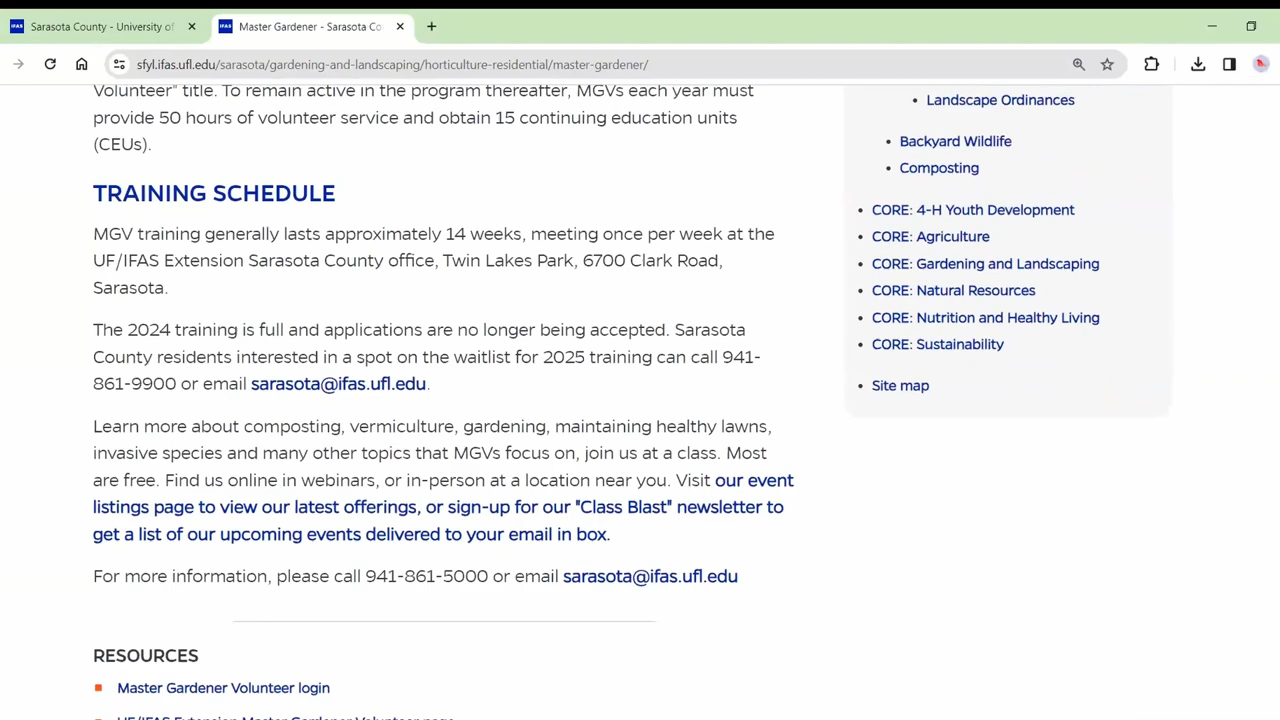 Sarasota County - University of
Master Gardener - Sarasota Co
sfyl.ifas.ufl.edu/sarasota/gardening-and-landscaping/horticulture-residential/master-gardener/
Volunteer" title. To remain active in the program thereafter, MGVs each year must
provide 50 hours of volunteer service and obtain 15 continuing education units
(CEUs).
TRAINING SCHEDULE
MGV training generally lasts approximately 14 weeks, meeting once per week at the
UF/IFAS Extension Sarasota County office, Twin Lakes Park, 6700 Clark Road,
Sarasota.
The 2024 training is full and applications are no longer being accepted. Sarasota
County residents interested in a spot on the waitlist for 2025 training can call 941-
861-9900 or email sarasota@ifas.ufl.edu.
Learn more about composting, vermiculture, gardening, maintaining healthy lawns,
invasive species and many other topics that MGVs focus on, join us at a class. Most
are free. Find us online in webinars, or in-person at a location near you. Visit our event
listings page to view our latest offerings, or sign-up for our "Class Blast" newsletter to
get a list of our upcoming events delivered to your email in box.
For more information, please call 941-861-5000 or email sarasota@ifas.ufl.edu
RESOURCES
Master Gardener Volunteer login
UF/IFAS Extension Master Gardener Volunteer page
Landscape Ordinances
Backyard Wildlife
Composting
CORE: 4-H Youth Development
CORE: Agriculture
CORE: Gardening and Landscaping
CORE: Natural Resources
CORE: Nutrition and Healthy Living
CORE: Sustainability
Site map